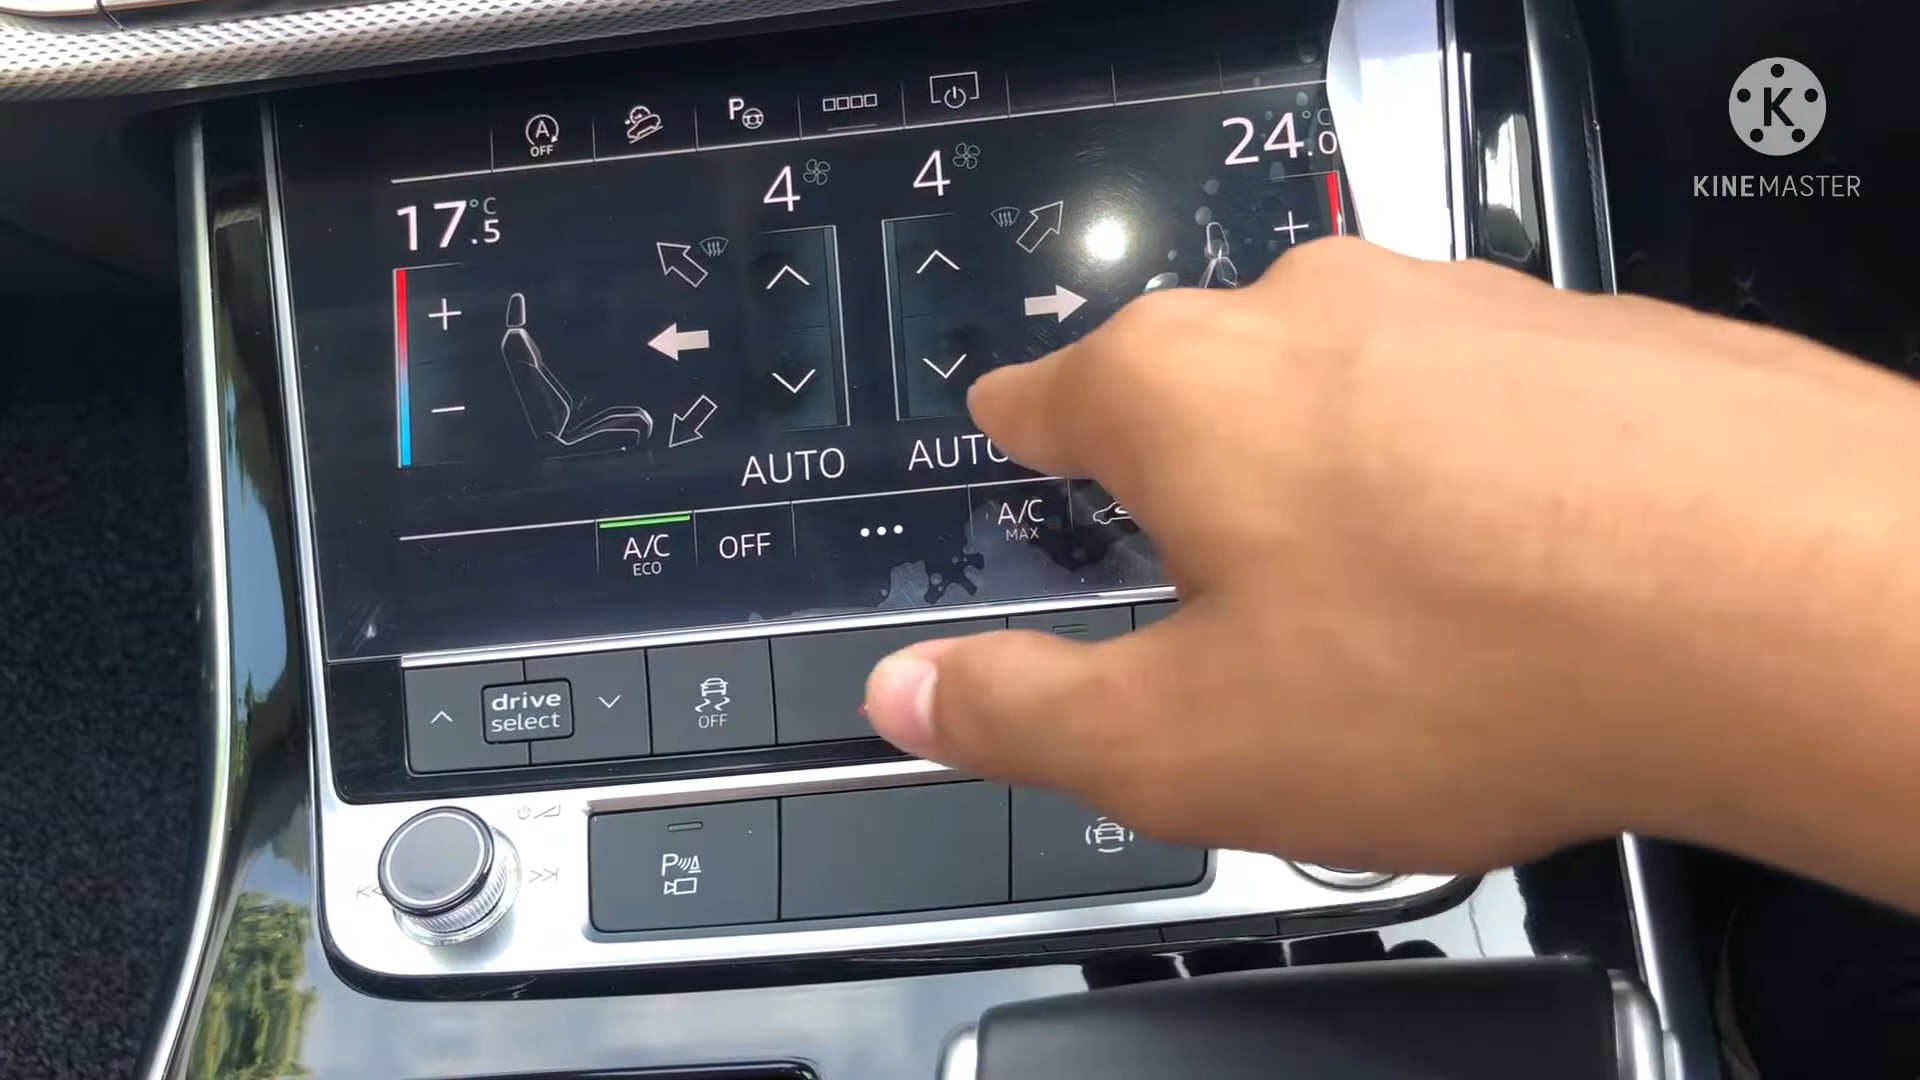 A
OFF
P
17.5 °C
4
4
24.0 °C
AUTO
AUTO
A/C
ECO
OFF
•••
A/C
MAX
drive
select
OFF
P
K
KINEMASTER